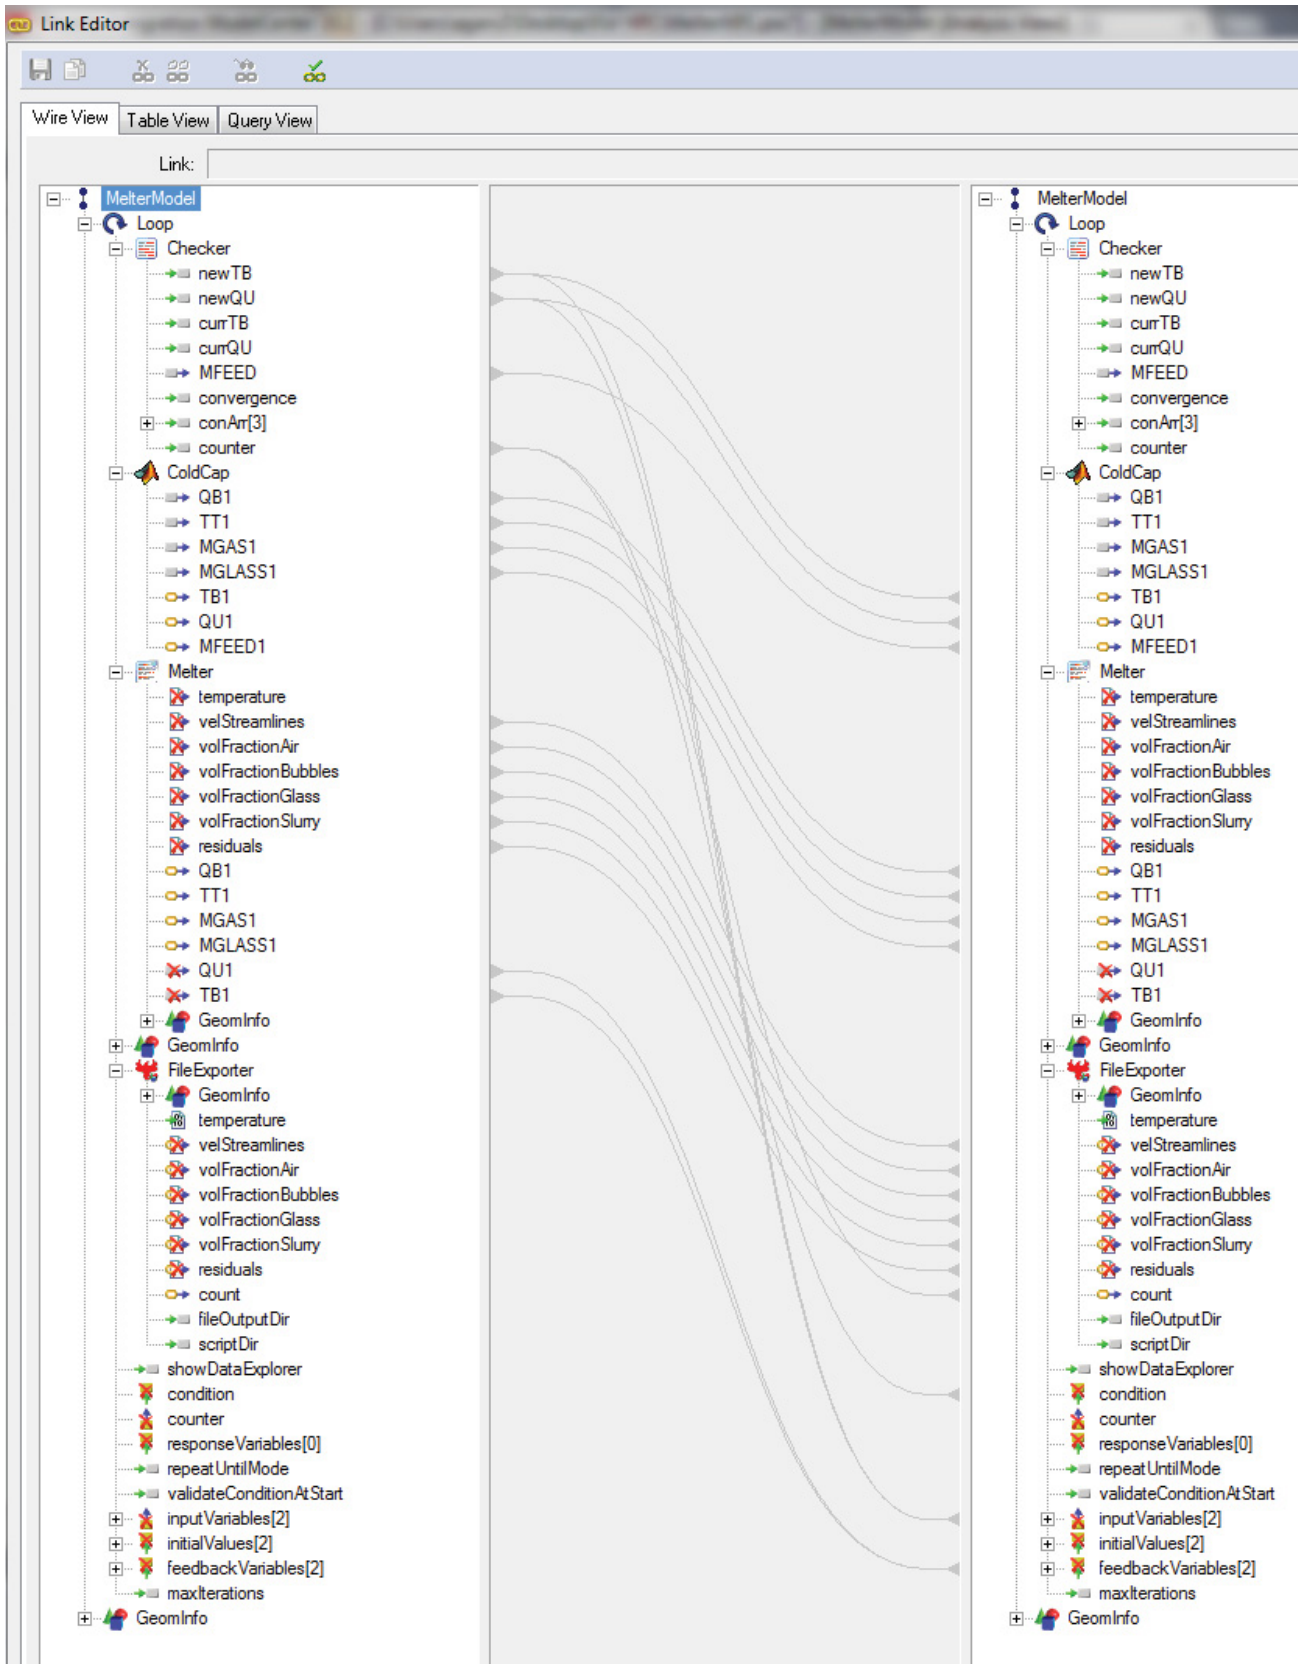 Link Editor
Wire View Table View Query View
Link:
MelterModel
Loop
Checker
newTB
newQU
currTB
currQU
MFEED
convergence
conArr[3]
counter
ColdCap
QB1
TT1
MGAS1
MGLASS1
TB1
QU1
MFEED1
Melter
temperature
velStreamlines
volFractionAir
volFractionBubbles
volFractionGlass
volFractionSlurry
residuals
QB1
TT1
MGAS1
MGLASS1
QU1
TB1
GeomInfo
GeomInfo
FileExporter
GeomInfo
temperature
velStreamlines
volFractionAir
volFractionBubbles
volFractionGlass
volFractionSlurry
residuals
count
fileOutputDir
scriptDir
showDataExplorer
condition
counter
responseVariables[0]
repeatUntilMode
validateConditionAtStart
inputVariables[2]
initialValues[2]
feedbackVariables[2]
maxIterations
GeomInfo
MelterModel
Loop
Checker
newTB
newQU
currTB
currQU
MFEED
convergence
conArr[3]
counter
ColdCap
QB1
TT1
MGAS1
MGLASS1
TB1
QU1
MFEED1
Melter
temperature
velStreamlines
volFractionAir
volFractionBubbles
volFractionGlass
volFractionSlurry
residuals
QB1
TT1
MGAS1
MGLASS1
QU1
TB1
GeomInfo
GeomInfo
FileExporter
GeomInfo
temperature
velStreamlines
volFractionAir
volFractionBubbles
volFractionGlass
volFractionSlurry
residuals
count
fileOutputDir
scriptDir
showDataExplorer
condition
counter
responseVariables[0]
repeatUntilMode
validateConditionAtStart
inputVariables[2]
initialValues[2]
feedbackVariables[2]
maxIterations
GeomInfo